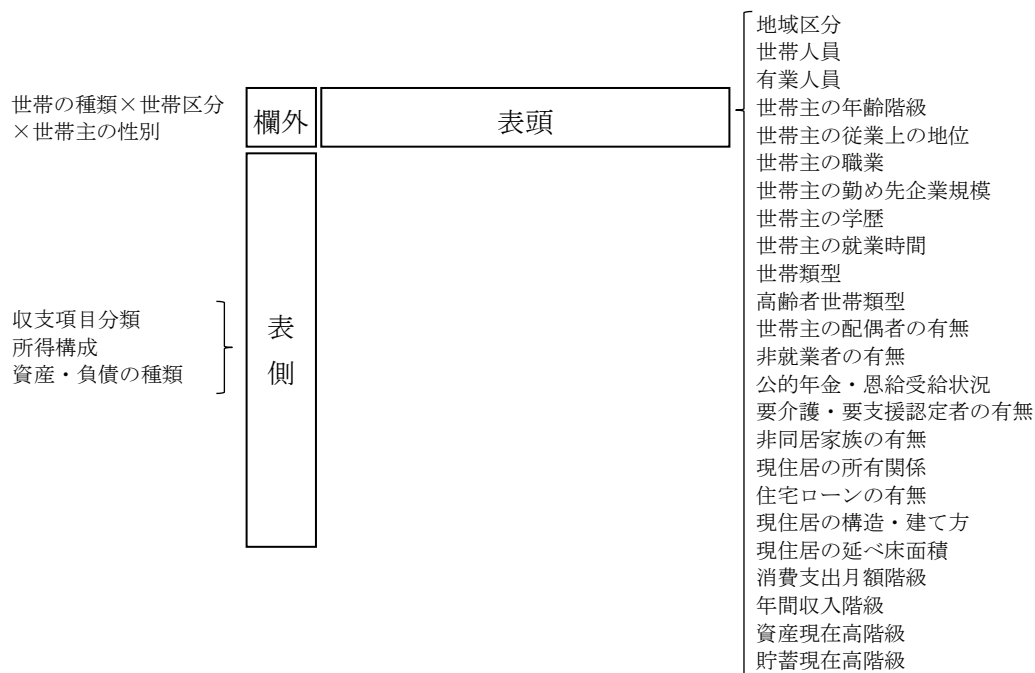 世帯の種類×世帯区分
×世帯主の性別
欄外
表頭
収支項目分類
所得構成
資産・負債の種類
表
側
地域区分
世帯人員
有業人員
世帯主の年齢階級
世帯主の従業上の地位
世帯主の職業
世帯主の勤め先企業規模
世帯主の学歴
世帯主の就業時間
世帯類型
高齢者世帯類型
世帯主の配偶者の有無
非就業者の有無
公的年金・恩給受給状況
要介護・要支援認定者の有無
非同居家族の有無
現住居の所有関係
住宅ローンの有無
現住居の構造・建て方
現住居の延べ床面積
消費支出月額階級
年間収入階級
資産現在高階級
貯蓄現在高階級